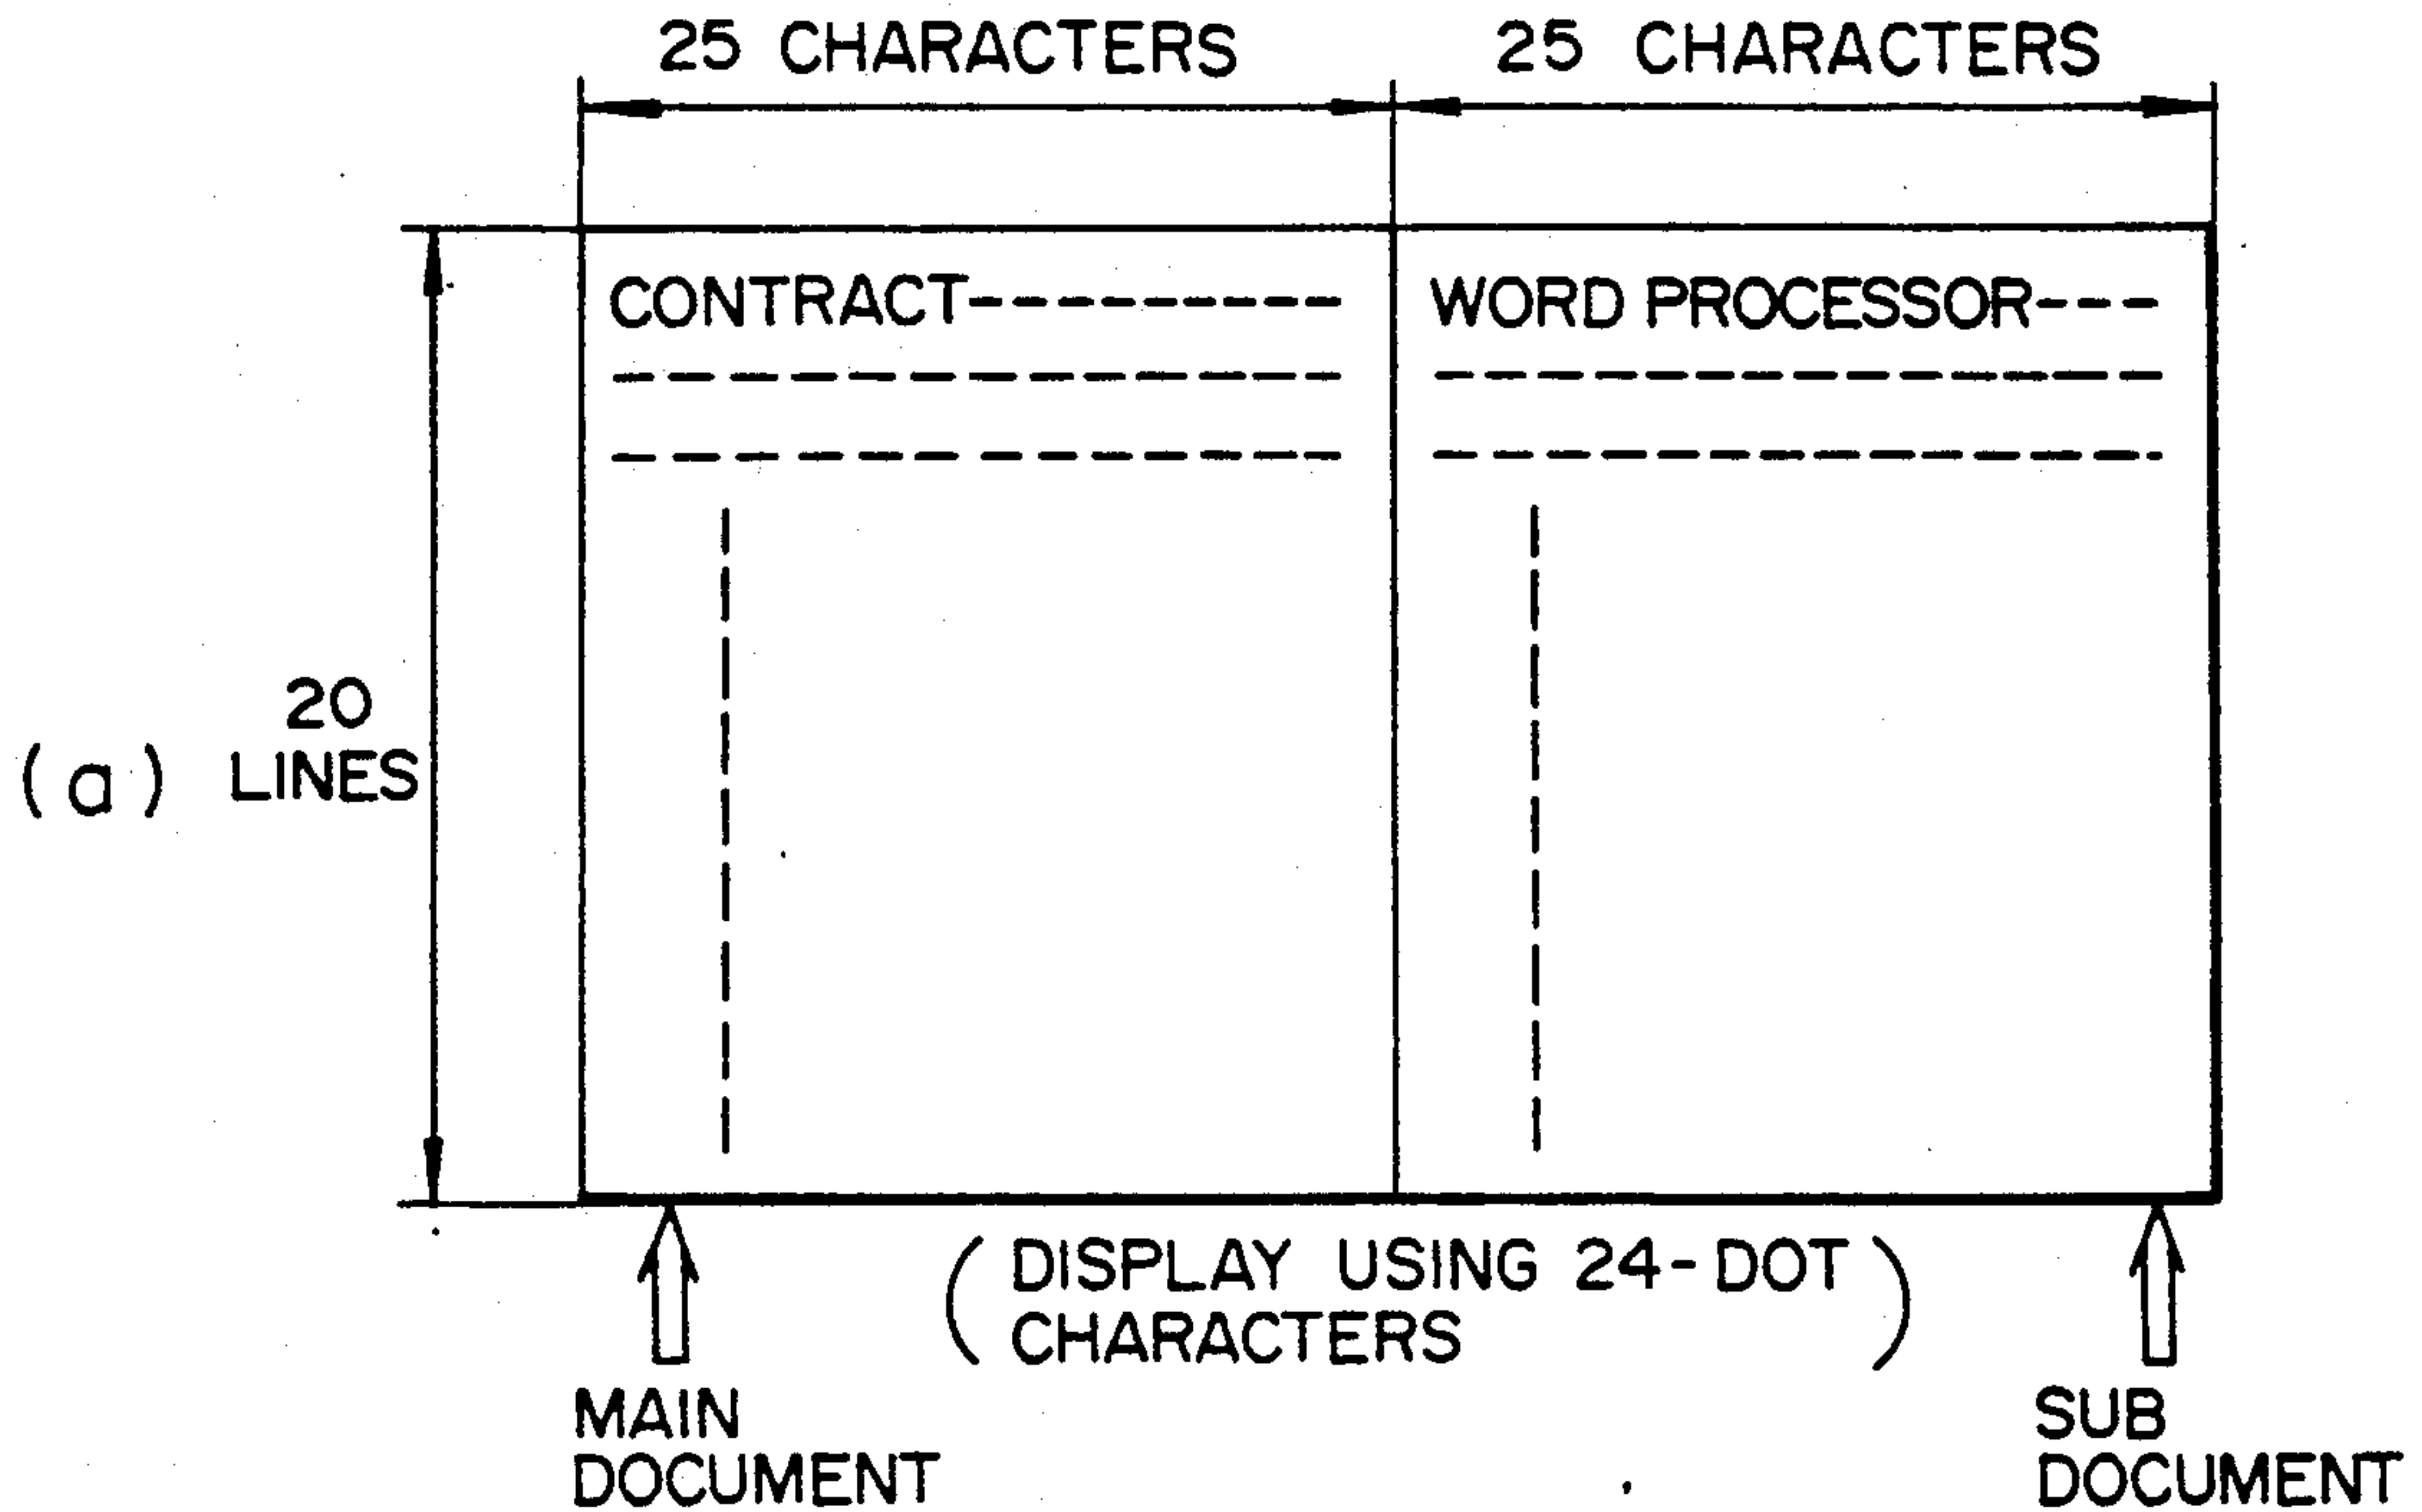 25 CHARACTERS 25 CHARACTERS
CONTRACT----------- WORD PROCESSOR---
20
(a) LINES
(DISPLAY USING 24-DOT
CHARACTERS)
MAIN SUB
DOCUMENT DOCUMENT